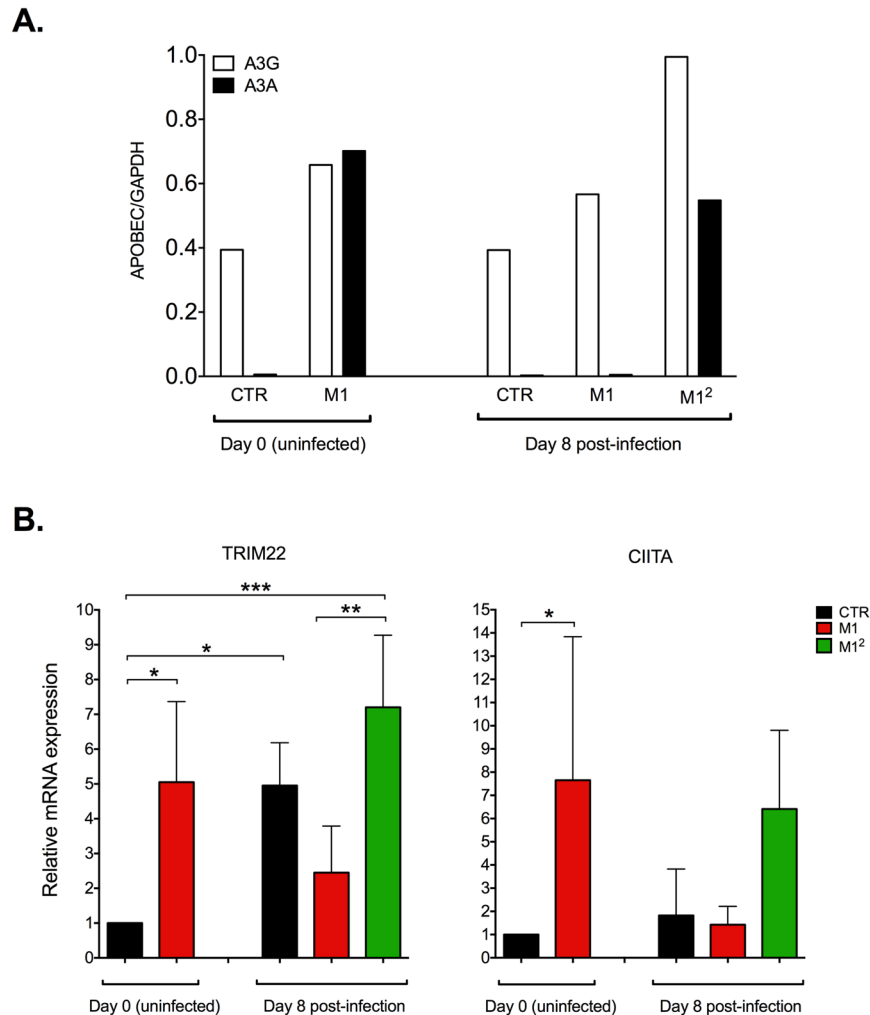 A.
1.0
0.8
0.6
0.4
0.2
0.0
APOBEC/GAPDH
A3G
A3A
CTR M1 CTR M1 M1²
Day 0 (uninfected) Day 8 post-infection
B.
TRIM22
***
**
*
*
10
9
8
7
6
5
4
3
2
1
0
Relative mRNA expression
Day 0 (uninfected) Day 8 post-infection
CIITA
*
15
14
13
12
11
10
9
8
7
6
5
4
3
2
1
0
Day 0 (uninfected) Day 8 post-infection
CTR
M1
M1²